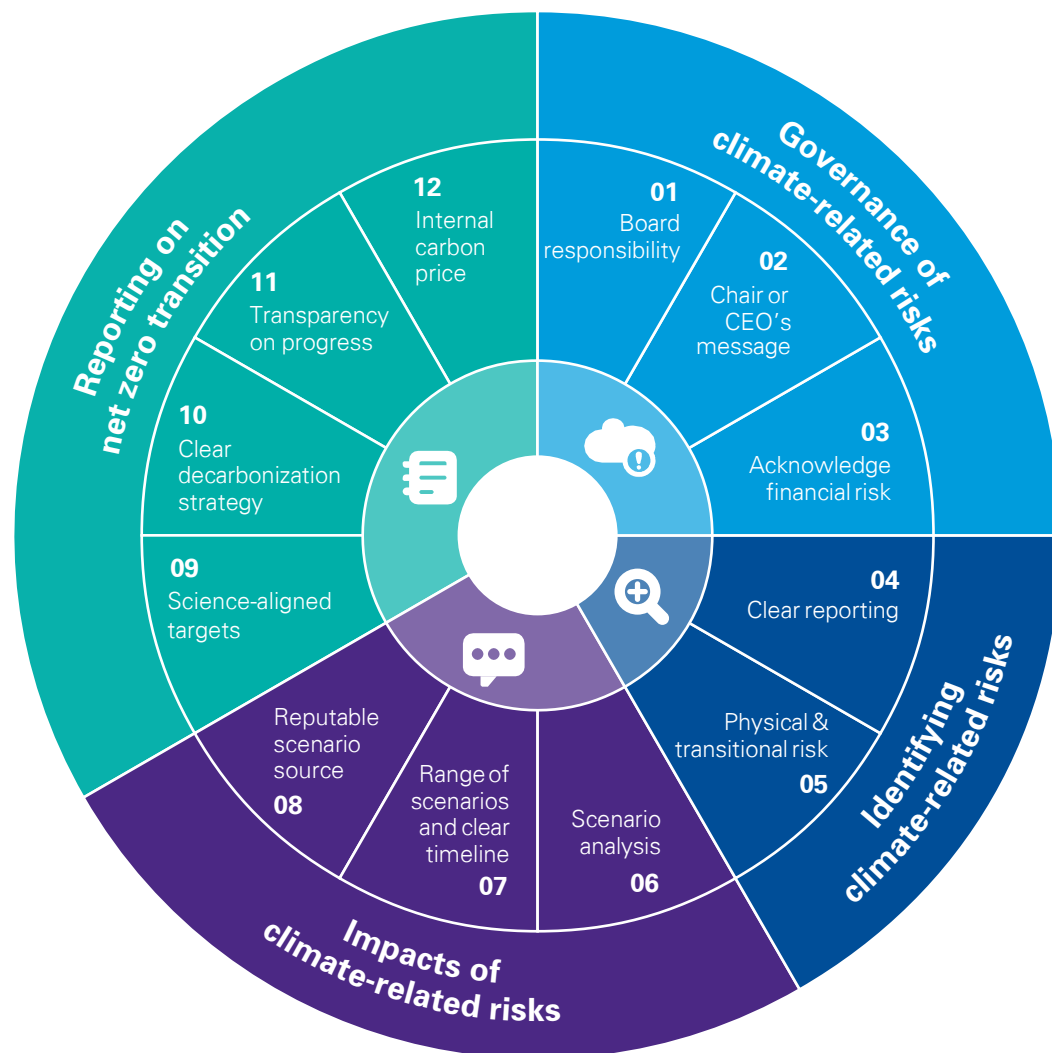 Governance of
climate-related risks
01
Board
responsibility
02
Chair or
CEO's
message
03
Acknowledge
financial risk
Identifying
climate-related risks
04
Clear reporting
Physical &
transitional risk
05
Impacts of
climate-related risks
Scenario
analysis
06
Range of
scenarios
and clear
timeline
07
Reputable
scenario
source
08
Reporting on
net zero transition
09
Science-aligned
targets
10
Clear
decarbonization
strategy
11
Transparency
on progress
12
Internal
carbon
price